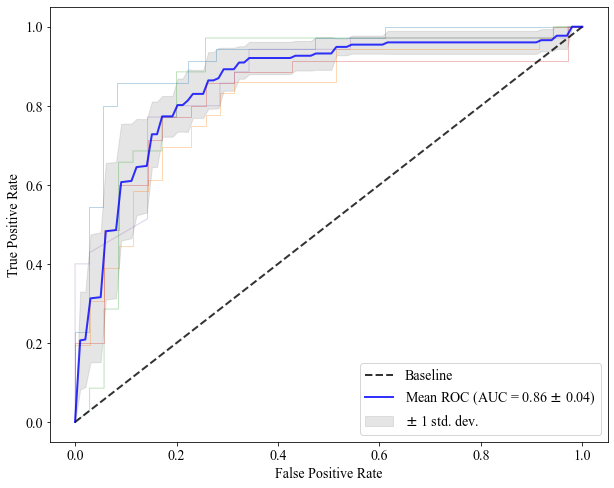 1.0
0.8
0.6
0.4
0.2
0.0
True Positive Rate
0.0 0.2 0.4 0.6 0.8 1.0
False Positive Rate
Baseline
Mean ROC (AUC = 0.86 ± 0.04)
± 1 std. dev.